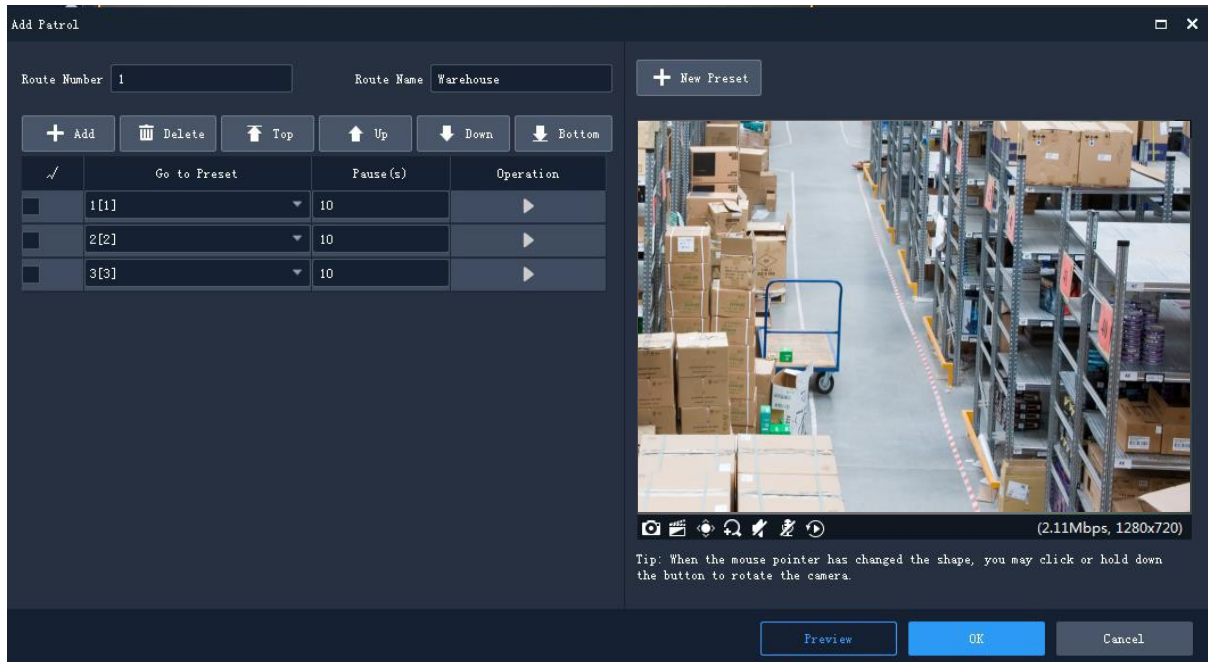 Add Patrol
Route Number 1 Route Name Warehouse
Add Delete Top Up Down Bottom
Go to Preset Pause(s) Operation
1[1] 10
2[2] 10
3[3] 10
New Preset
(2.11Mbps, 1280x720)
Tip: When the mouse pointer has changed the shape, you may click or hold down
the button to rotate the camera.
Preview OK Cancel